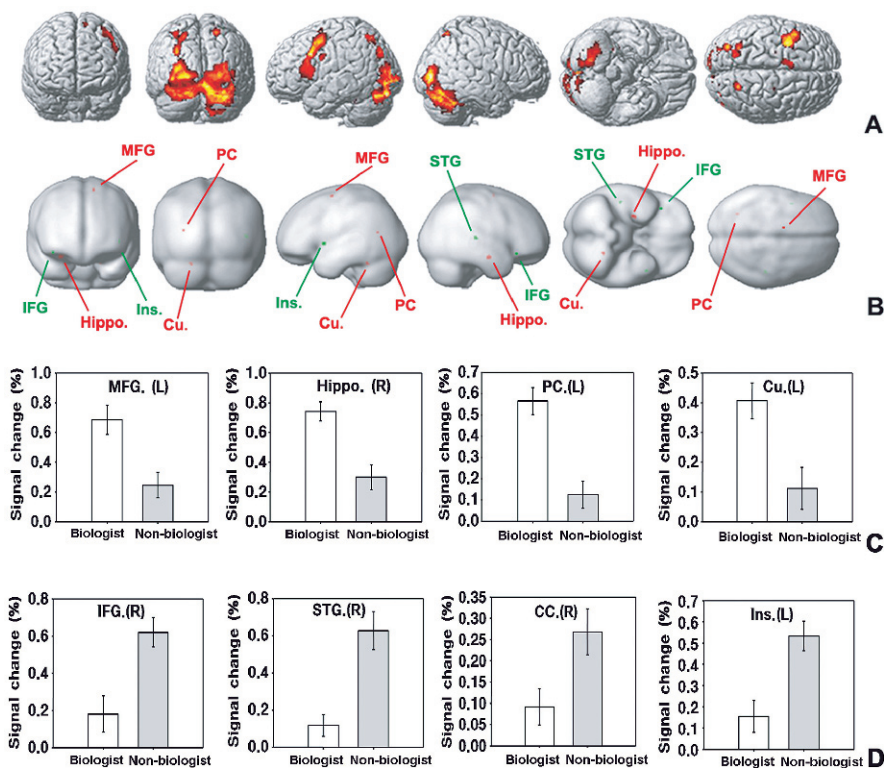 A
MFG PC MFG STG STG Hippo. IFG MFG
IFG Hippo. Ins. Cu. Ins. Cu. PC Hippo. IFG Cu. PC
B
Signal change (%)
MFG. (L)
1.0
0.8
0.6
0.4
0.2
0.0
Biologist Non-biologist
Signal change (%)
Hippo. (R)
1.0
0.8
0.6
0.4
0.2
0.0
Biologist Non-biologist
Signal change (%)
PC.(L)
0.7
0.6
0.5
0.4
0.3
0.2
0.1
0.0
Biologist Non-biologist
Signal change (%)
Cu.(L)
0.5
0.4
0.3
0.2
0.1
0.0
Biologist Non-biologist
C
Signal change (%)
IFG.(R)
0.8
0.6
0.4
0.2
0.0
Biologist Non-biologist
Signal change (%)
STG.(R)
0.8
0.6
0.4
0.2
0.0
Biologist Non-biologist
Signal change (%)
CC.(R)
0.35
0.30
0.25
0.20
0.15
0.10
0.05
0.00
Biologist Non-biologist
Signal change (%)
Ins.(L)
0.7
0.6
0.5
0.4
0.3
0.2
0.1
0.0
Biologist Non-biologist
D